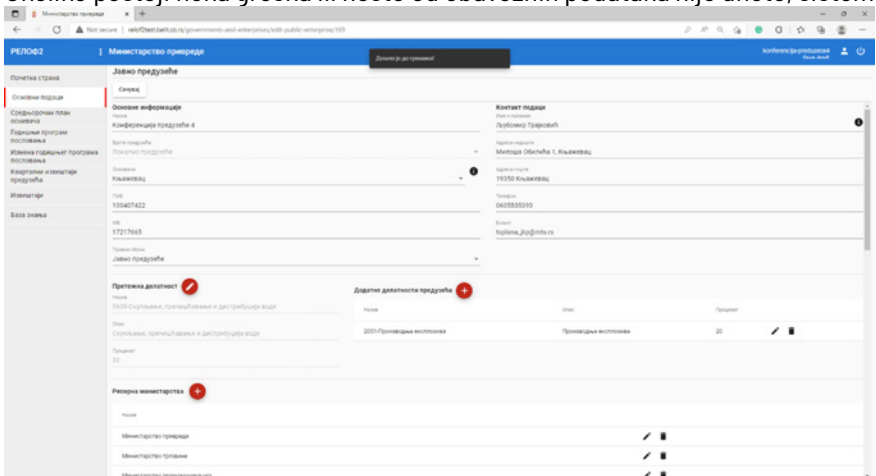 Ukoliko postoji neka greška ili nešto od obaveznih podataka nije uneto, sistem
Министарство привреде
Not secure | relof2test.belit.co.rs/governments-and-enterprises/edit-public-enterprise/169
РЕЛОФ2
Министарство привреде
Дошло је до грешке!
konferencija-preduzece4
Почетна страна
Основни подаци
Средњорочни план пословања
Годишњи програм пословања
Измена годишњег програма пословања
Квартални извештаји предузећа
Извештаји
База знања
Јавно предузеће
Сачувај
Основне информације
Назив
Конференција предузеће 4
Врста предузећа
Локално предузеће
Оснивач
Књажевац
ПИБ
100407422
МБ
17217665
Правни облик
Јавно предузеће
Контакт подаци
Име и презиме
Љубомир Трајковић
Адреса седишта
Милоша Обилића 1, Књажевац
Адреса поште
19350 Књажевац
Телефон
0605535393
Емаил
toplana_jkp@mts.rs
Претежна делатност
Назив
3600-Скупљање, пречишћавање и дистрибуција воде
Опис
Скупљање, пречишћавање и дистрибуција воде
Проценат
20
Додатне делатности предузећа
Назив Опис Проценат
2051-Производња експлозива Производња експлозива 20
Ресорна министарства
Назив
Министарство привреде
Министарство трговине
Министарство телекомуникација